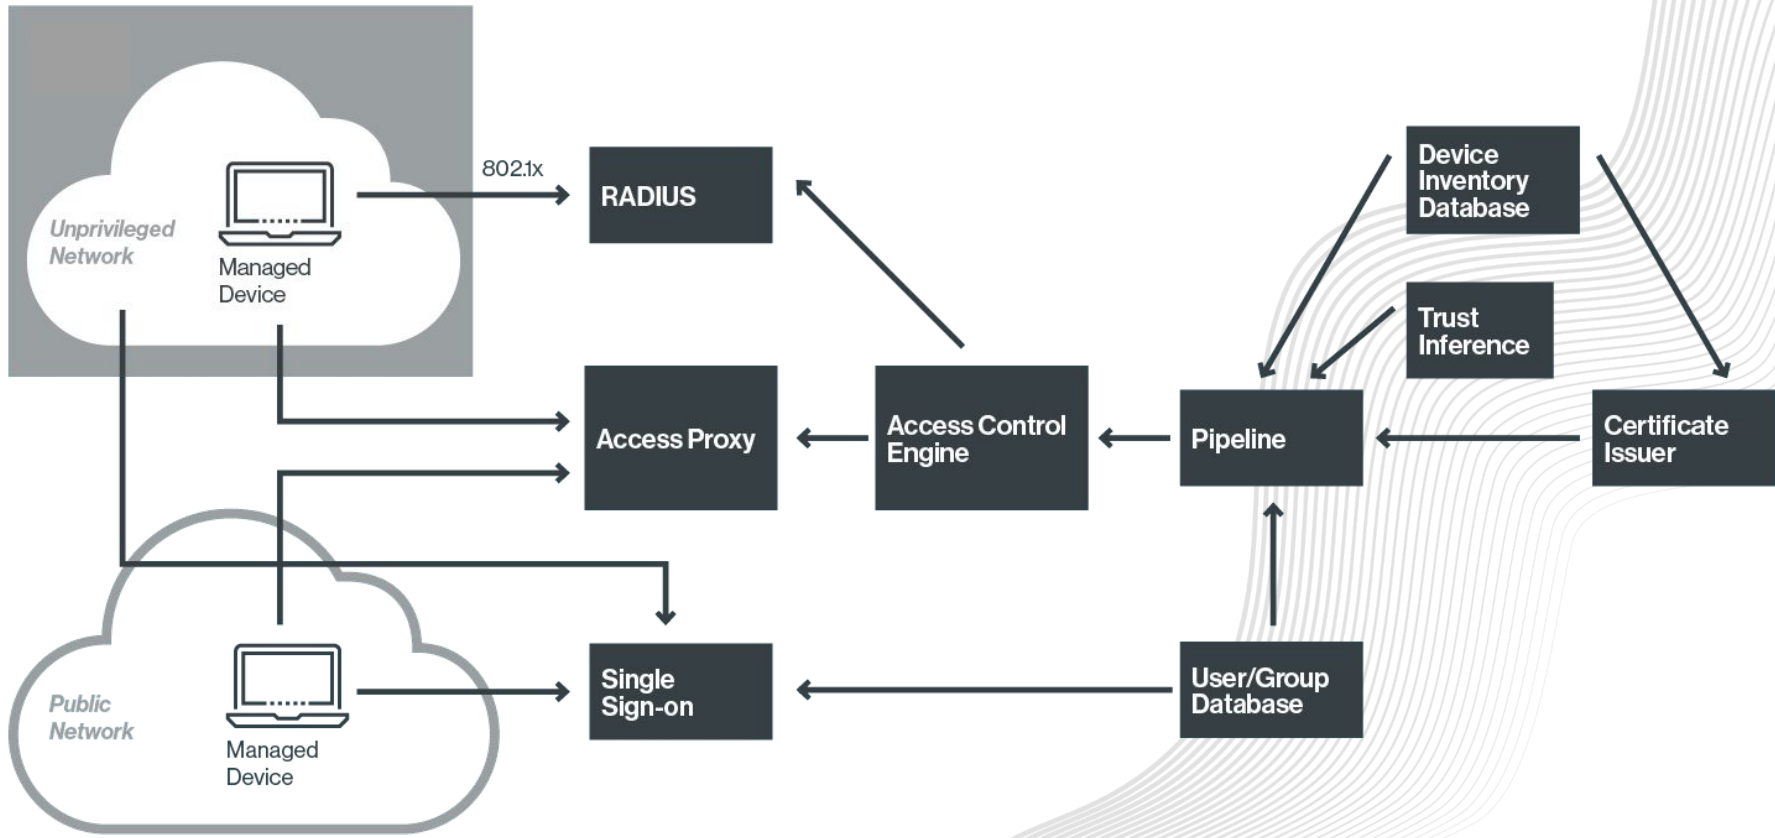 802.1x
RADIUS
Unprivileged
Network
Managed
Device
Device
Inventory
Database
Trust
Inference
Access Proxy
Access Control
Engine
Pipeline
Certificate
Issuer
Public
Network
Managed
Device
Single
Sign-on
User/Group
Database